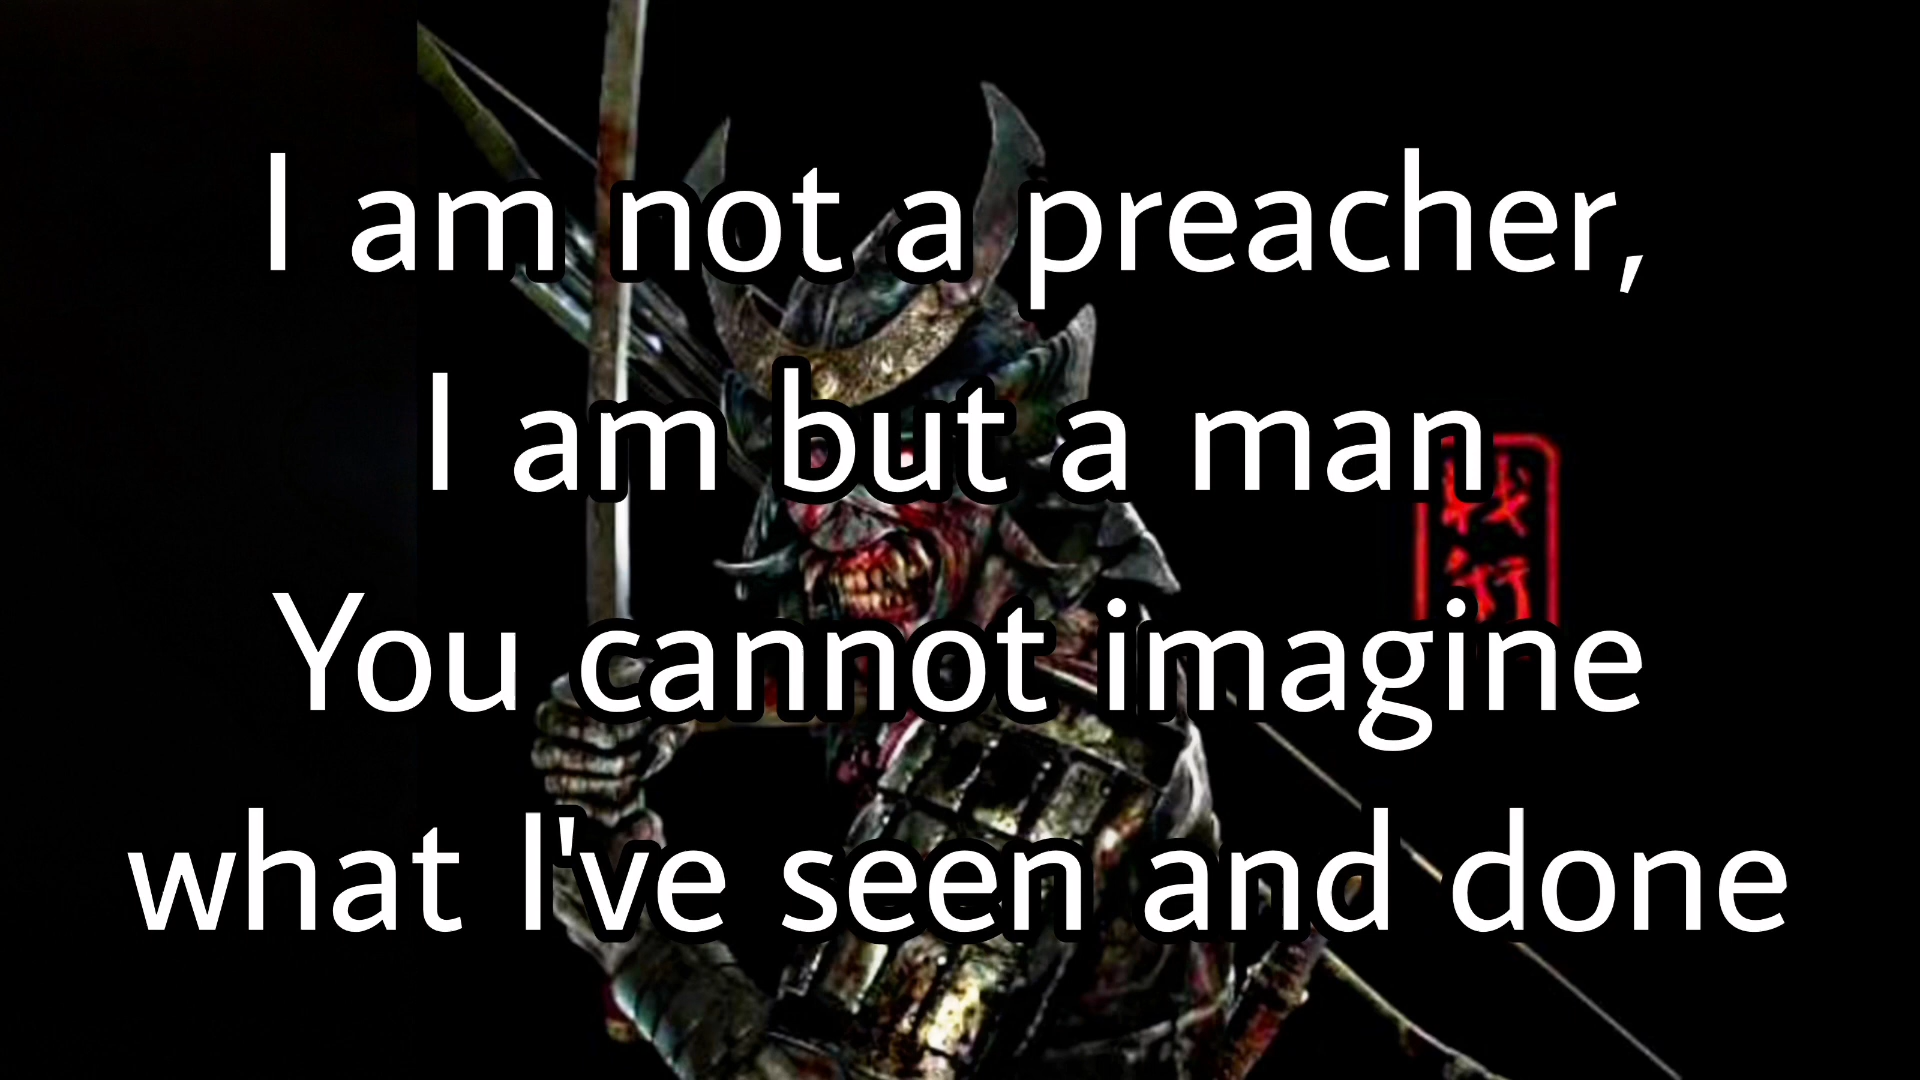 I am not a preacher,
I am but a man
You cannot imagine
what I've seen and done